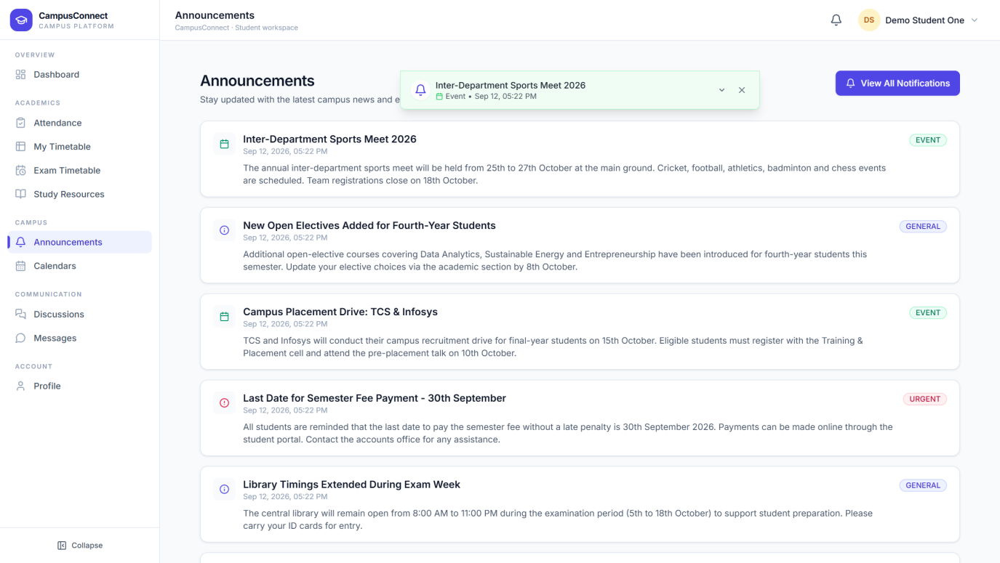 CampusConnect
CAMPUS PLATFORM
OVERVIEW
Dashboard
ACADEMICS
Attendance
My Timetable
Exam Timetable
Study Resources
CAMPUS
Announcements
Calendars
COMMUNICATION
Discussions
Messages
ACCOUNT
Profile
Collapse
Announcements
CampusConnect · Student workspace
DS
Demo Student One
Announcements
Stay updated with the latest campus news and e
Inter-Department Sports Meet 2026
Event • Sep 12, 05:22 PM
View All Notifications
Inter-Department Sports Meet 2026
EVENT
Sep 12, 2026, 05:22 PM
The annual inter-department sports meet will be held from 25th to 27th October at the main ground. Cricket, football, athletics, badminton and chess events
are scheduled. Team registrations close on 18th October.
New Open Electives Added for Fourth-Year Students
GENERAL
Sep 12, 2026, 05:22 PM
Additional open-elective courses covering Data Analytics, Sustainable Energy and Entrepreneurship have been introduced for fourth-year students this
semester. Update your elective choices via the academic section by 8th October.
Campus Placement Drive: TCS & Infosys
EVENT
Sep 12, 2026, 05:22 PM
TCS and Infosys will conduct their campus recruitment drive for final-year students on 15th October. Eligible students must register with the Training &
Placement cell and attend the pre-placement talk on 10th October.
Last Date for Semester Fee Payment - 30th September
URGENT
Sep 12, 2026, 05:22 PM
All students are reminded that the last date to pay the semester fee without a late penalty is 30th September 2026. Payments can be made online through the
student portal. Contact the accounts office for any assistance.
Library Timings Extended During Exam Week
GENERAL
Sep 12, 2026, 05:22 PM
The central library will remain open from 8:00 AM to 11:00 PM during the examination period (5th to 18th October) to support student preparation. Please
carry your ID cards for entry.